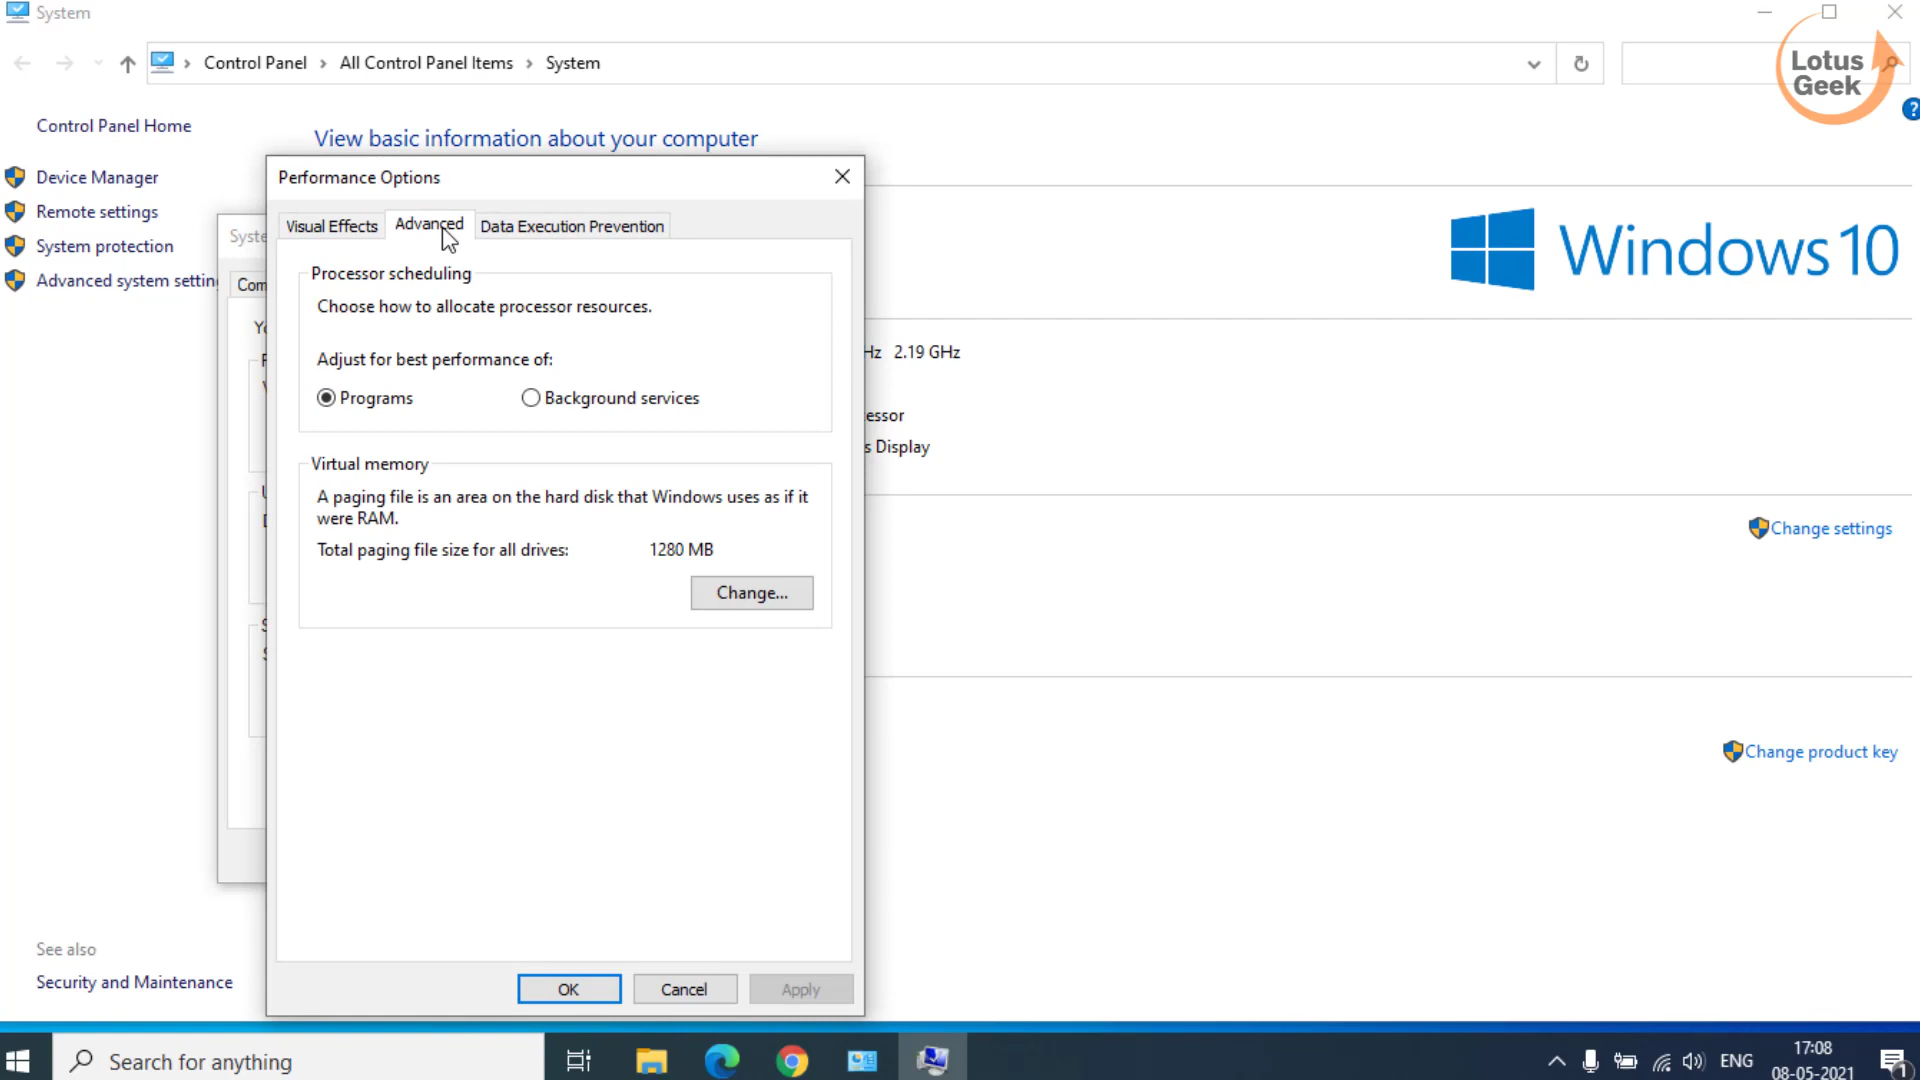 System
Control Panel > All Control Panel Items > System
Lotus
Geek
Control Panel Home
Device Manager
Remote settings
System protection
Advanced system settin
View basic information about your computer
Windows 10
Hz 2.19 GHz
essor
s Display
Change settings
Change product key
Syste
Com
Performance Options
Visual Effects
Advanced
Data Execution Prevention
Processor scheduling
Choose how to allocate processor resources.
Adjust for best performance of:
Programs
Background services
Virtual memory
A paging file is an area on the hard disk that Windows uses as if it
were RAM.
Total paging file size for all drives: 1280 MB
Change...
OK
Cancel
Apply
See also
Security and Maintenance
Search for anything
ENG
17:08
08-05-2021
1